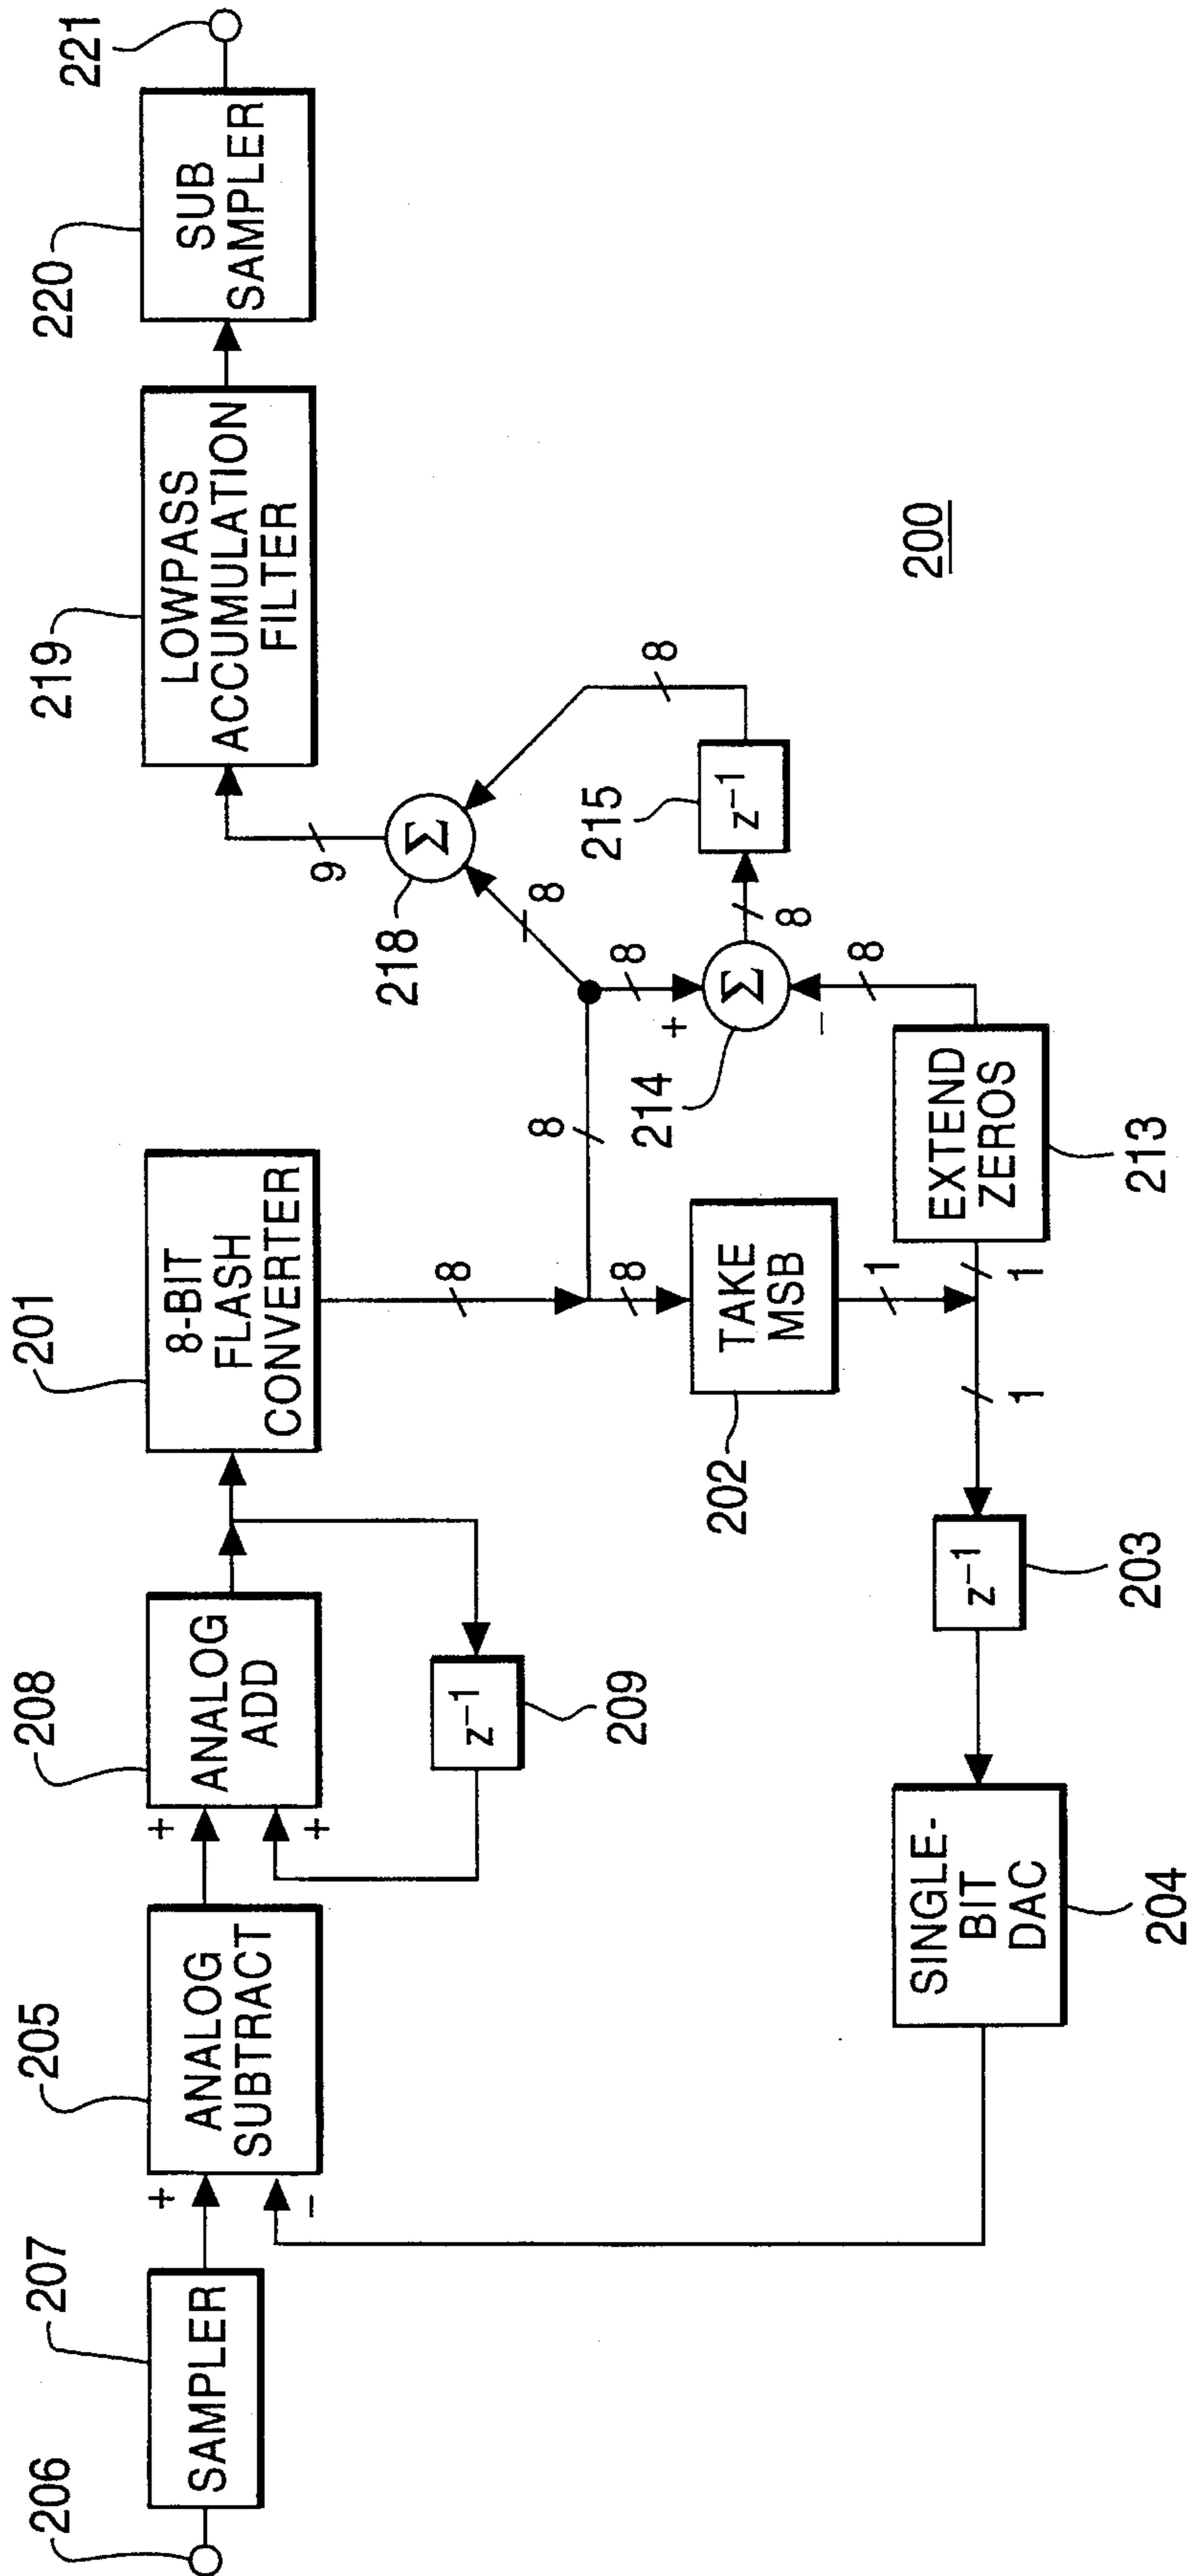 206
207
SAMPLER
+
−
205
ANALOG
SUBTRACT
+
+
208
ANALOG
ADD
z⁻¹
209
201
8-BIT
FLASH
CONVERTER
8
8
8
TAKE
MSB
202
1
1
1
z⁻¹
203
SINGLE-
BIT
DAC
204
EXTEND
ZEROS
213
8
8
+
−
Σ
214
8
z⁻¹
215
8
8
Σ
218
9
219
LOWPASS
ACCUMULATION
FILTER
220
SUB
SAMPLER
221
200